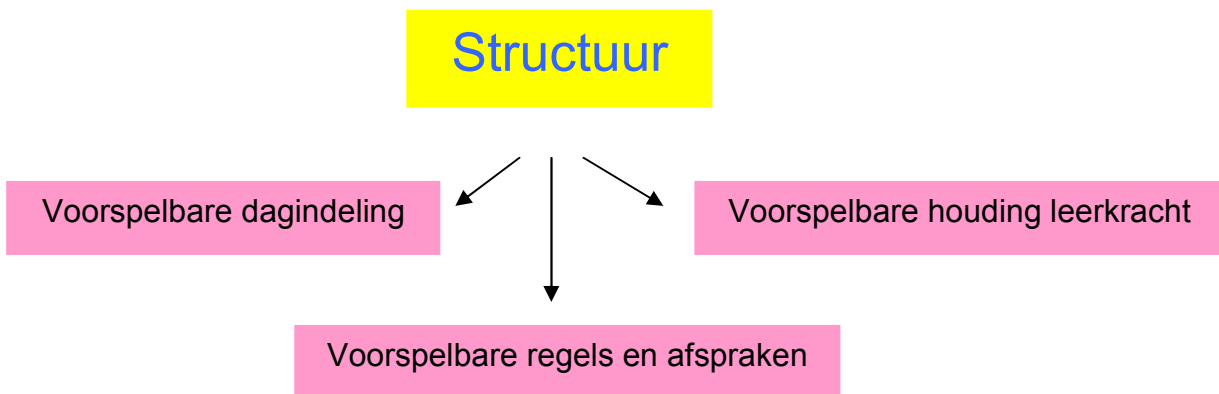 Structuur
Voorspelbare dagindeling
Voorspelbare houding leerkracht
Voorspelbare regels en afspraken